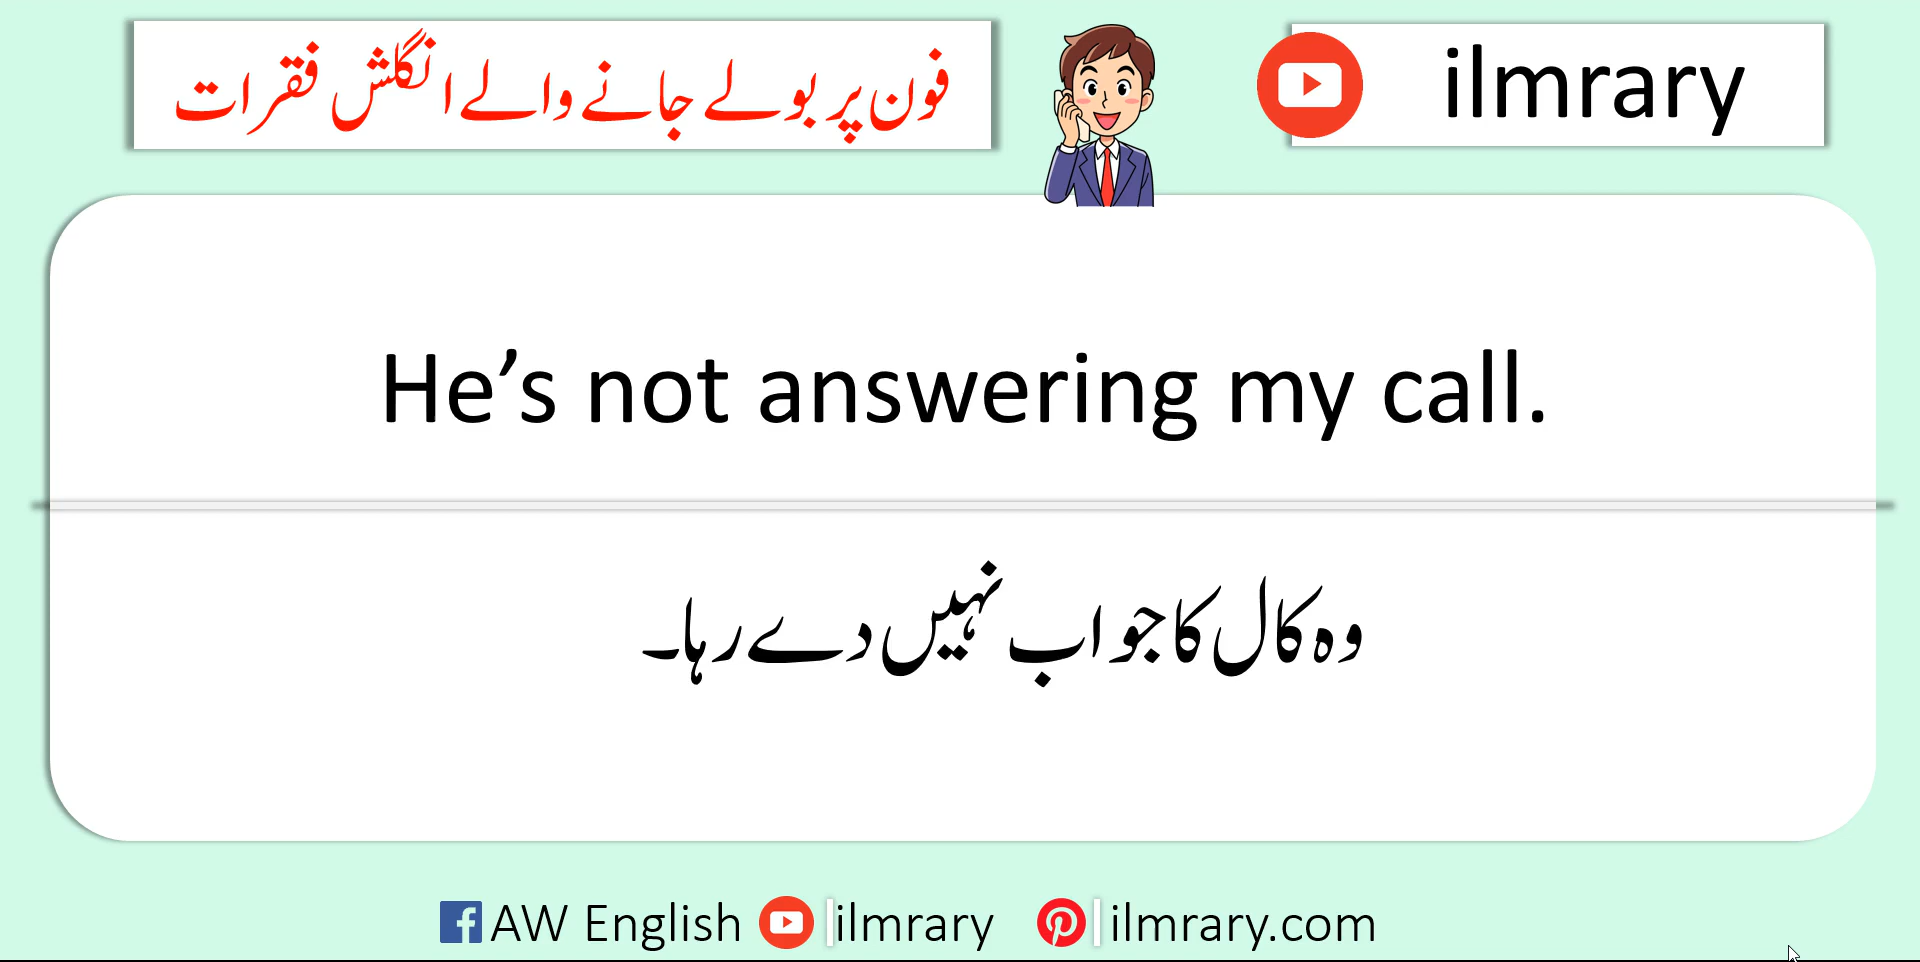 فون پر بولے جانے والے انگلش فقرات
ilmrary
He’s not answering my call.
وہ کال کا جواب نہیں دے رہا۔
AW English ilmrary ilmrary.com